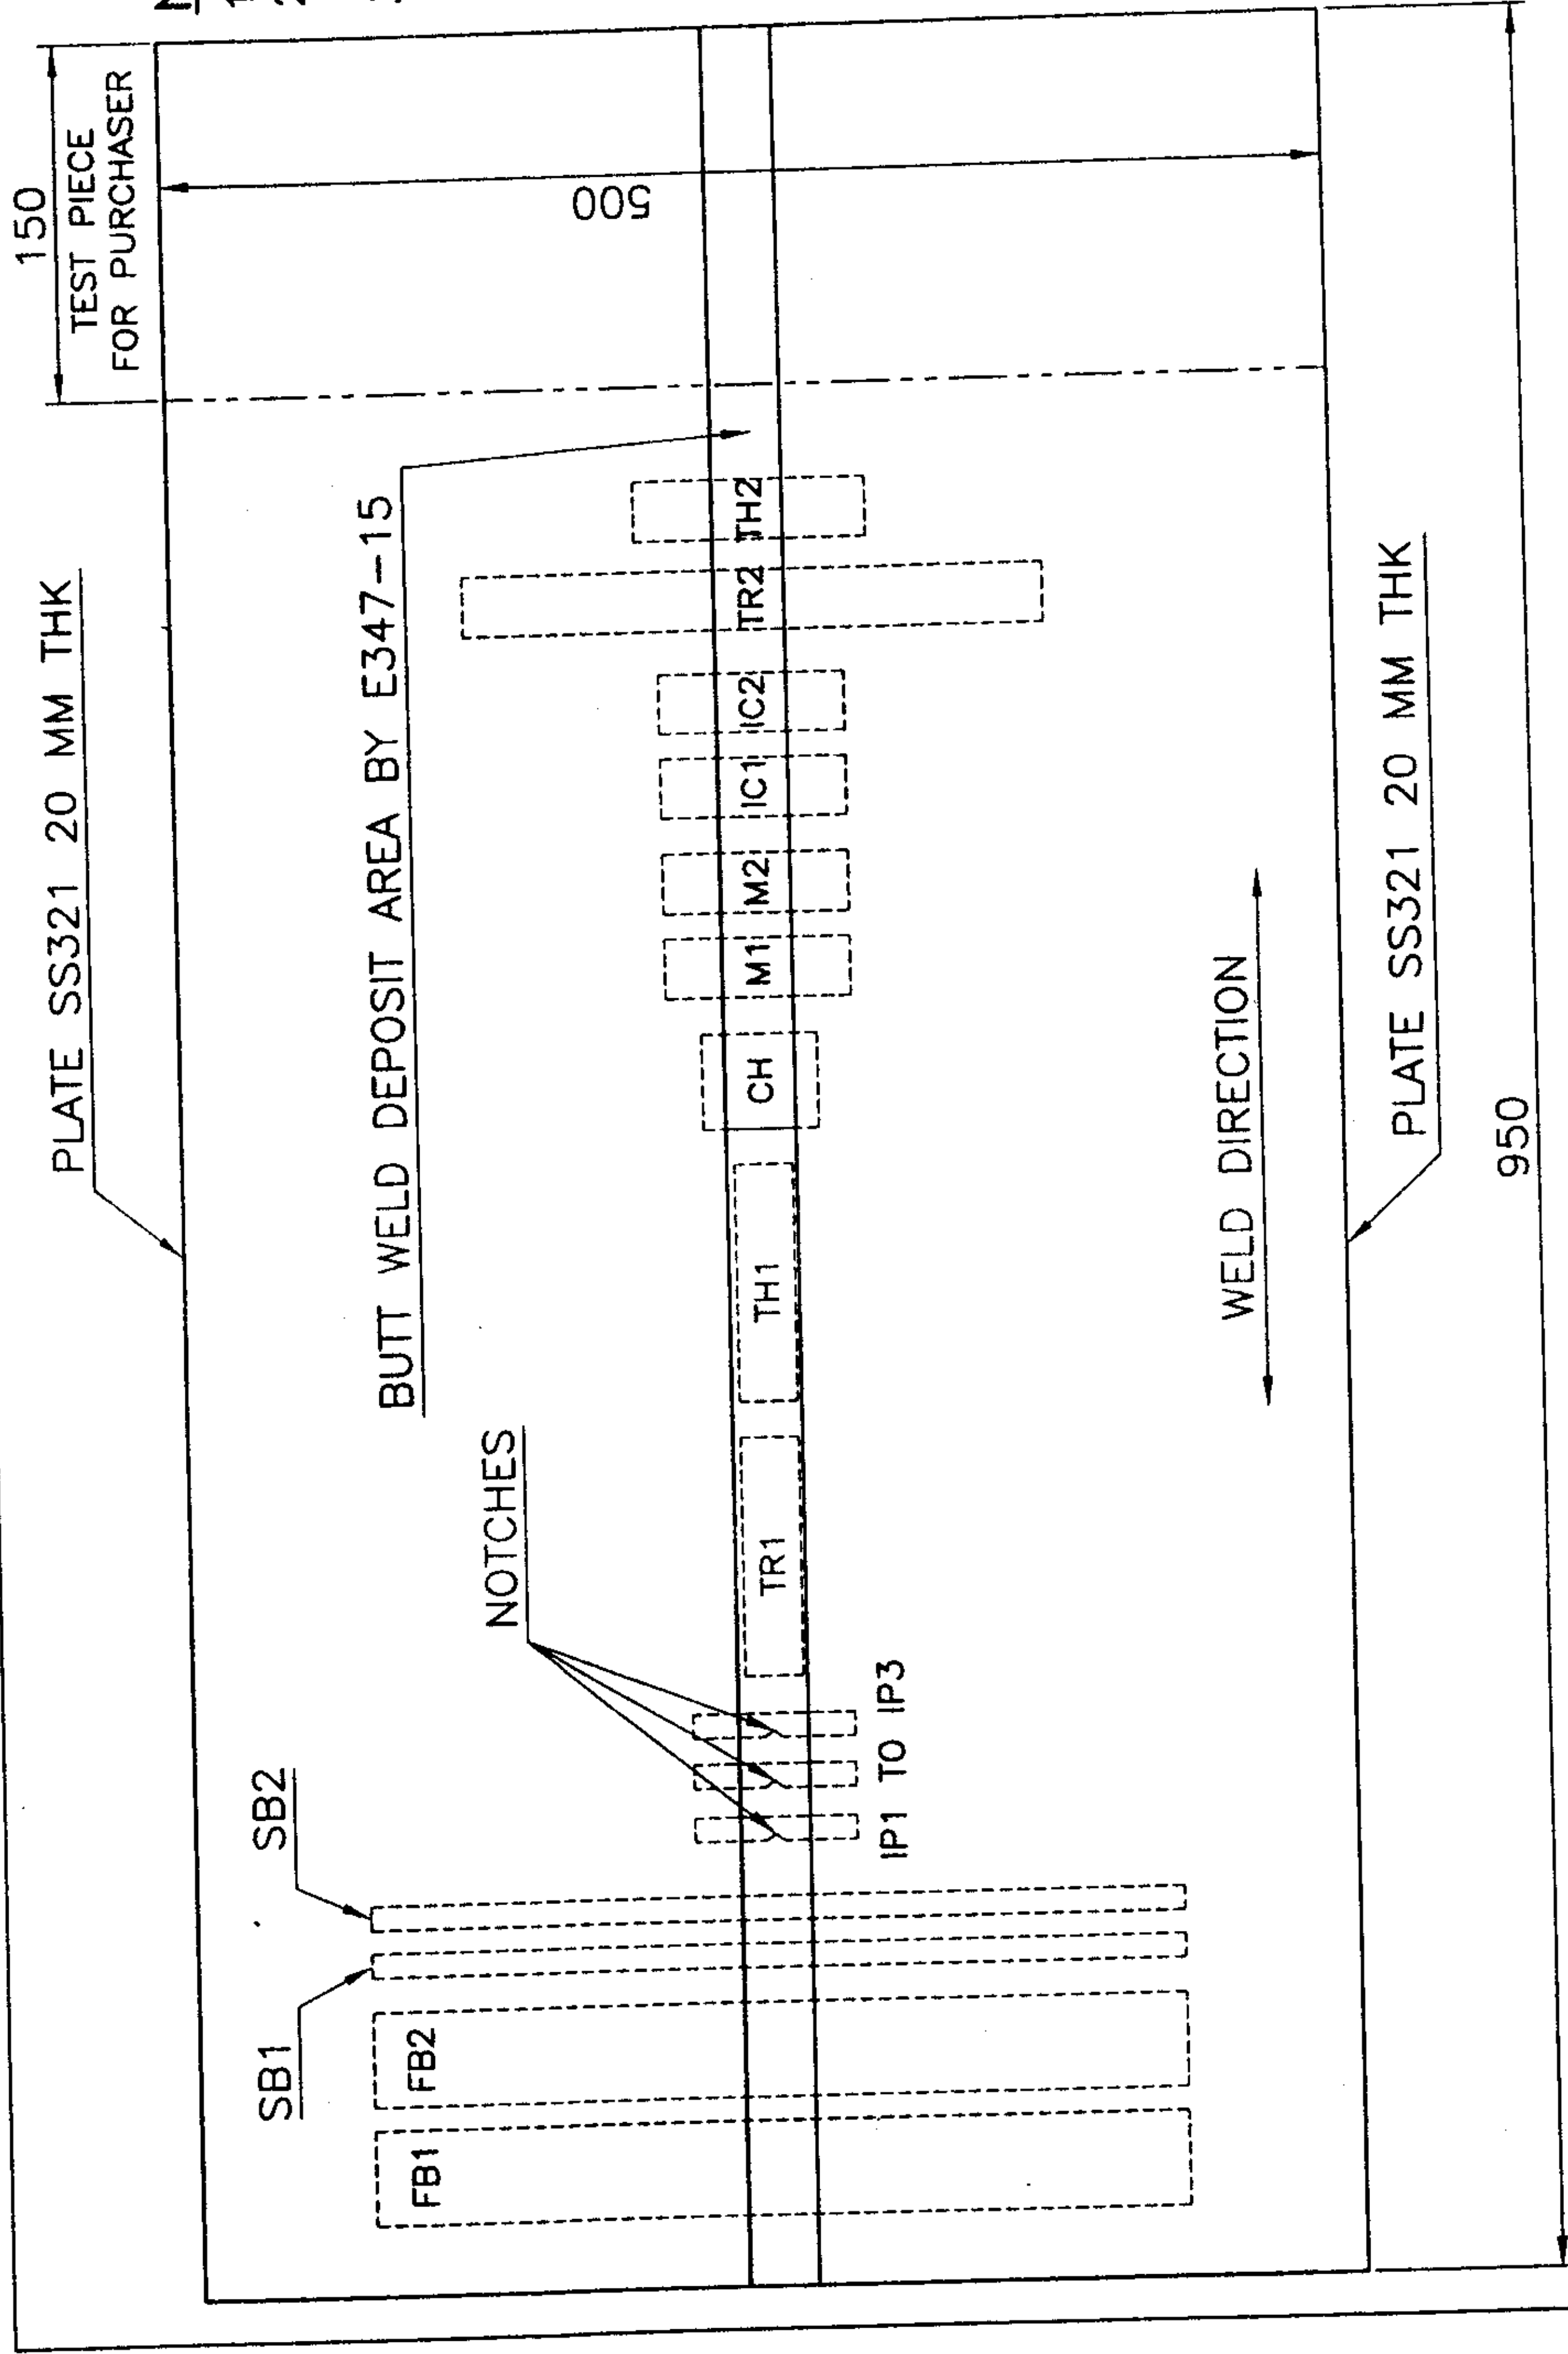 PLATE SS321 20 MM THK
150
TEST PIECE
FOR PURCHASER
BUTT WELD DEPOSIT AREA BY E347-15
500
NOTCHES
SB1
SB2
FB1
FB2
IP1 TO IP3
TR1
TH1
CH
M1
M2
IC1
IC2
TR2
TH2
WELD DIRECTION
PLATE SS321 20 MM THK
950